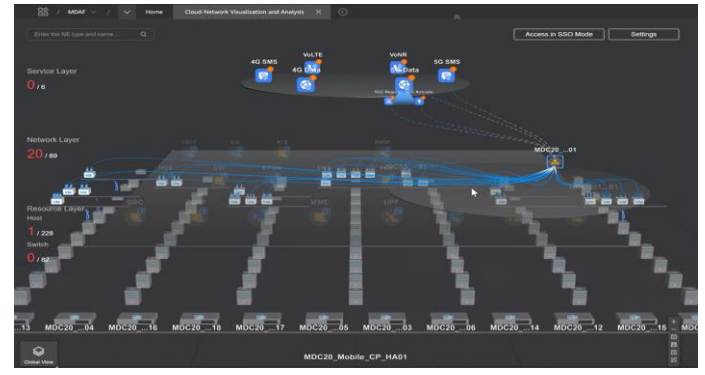 MDAF
Home
Cloud-Network Visualization and Analysis
Enter the NE type and name...
Access in SSO Mode
Settings
VoLTE
VoNR
4G SMS
5G SMS
4G Data
Data
Service Layer
0 / 6
Network Layer
20 / 89
MDC20_...01
Resource Layer
Host
1 / 228
Switch
0 / 82
MME
UPF
...13 MDC20_...04 MDC20_...16 MDC20_...18 MDC20_...17 MDC20_...05 MDC20_...03 MDC20_...06 MDC20_...14 MDC20_...12 MDC20_...15 MDC
Global View
MDC20_Mobile_CP_HA01